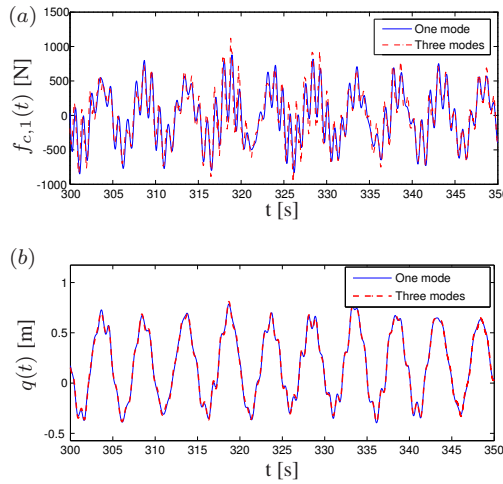 (a)
1500
1000
500
0
-500
-1000
f_{c,1}(t) [N]
One mode
Three modes
300 305 310 315 320 325 330 335 340 345 350
t [s]
(b)
1
0.5
0
-0.5
q(t) [m]
One mode
Three modes
300 305 310 315 320 325 330 335 340 345 350
t [s]